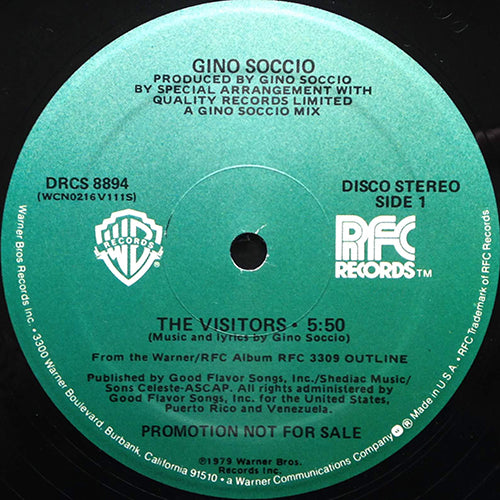 GINO SOCCIO
PRODUCED BY GINO SOCCIO
BY SPECIAL ARRANGEMENT WITH
QUALITY RECORDS LIMITED
A GINO SOCCIO MIX
DRCS 8894
(WCN0216V111S)
DISCO STEREO
SIDE 1
WB
RECORDS
®
RFC
RECORDS™
THE VISITORS • 5:50
(Music and lyrics by Gino Soccio)
From the Warner/RFC Album RFC 3309 OUTLINE
Published by Good Flavor Songs, Inc./Shediac Music/
Sons Celeste-ASCAP. All rights administered by
Good Flavor Songs, Inc. for the United States,
Puerto Rico and Venezuela.
PROMOTION NOT FOR SALE
℗1979 Warner Bros.
Records Inc.
Warner Bros Records Inc. • 3300 Warner Boulevard, Burbank, California 91510 • a Warner Communications Company ® Made in U.S.A. • RFC Trademark of RFC Records